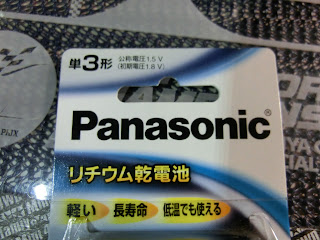 単3形 公称電圧1.5V
(初期電圧1.8V)
Panasonic
リチウム乾電池
軽い 長寿命 低温でも使える